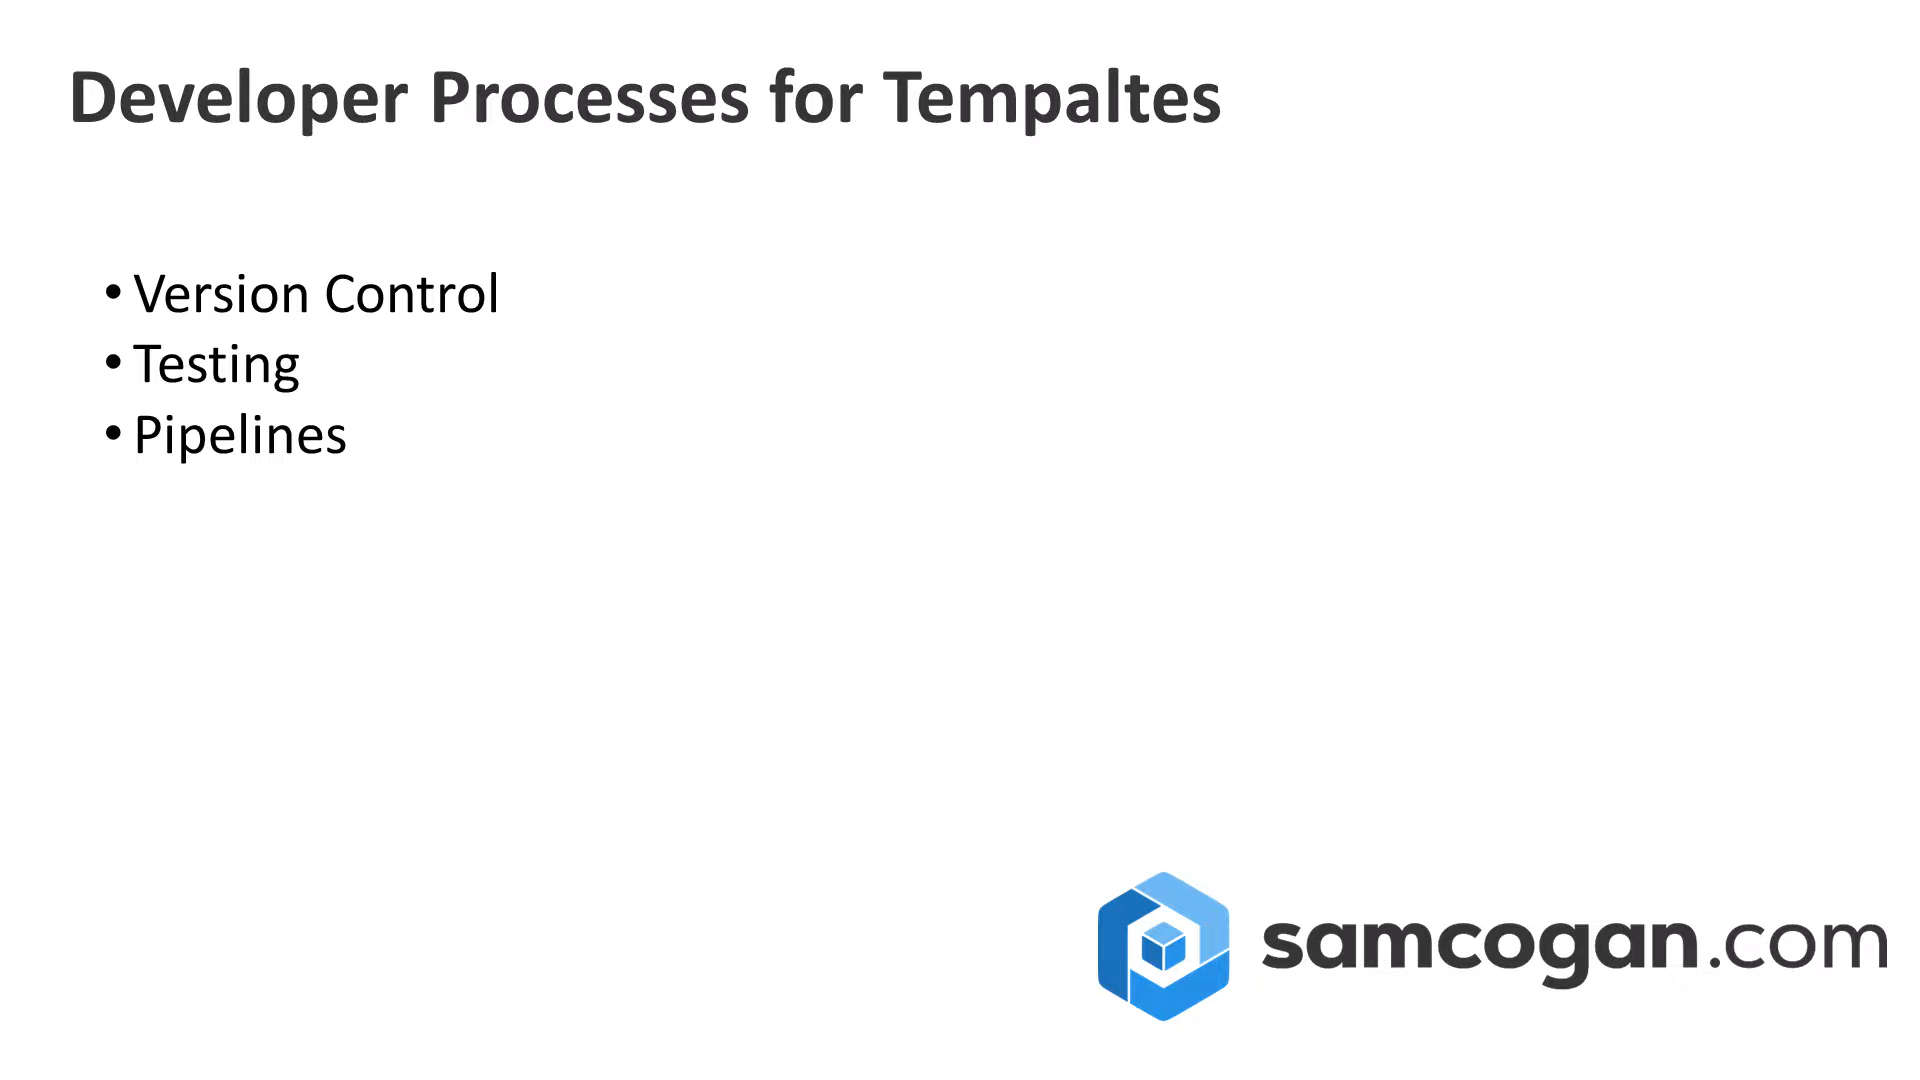 Developer Processes for Tempaltes
• Version Control
• Testing
• Pipelines
samcogan.com